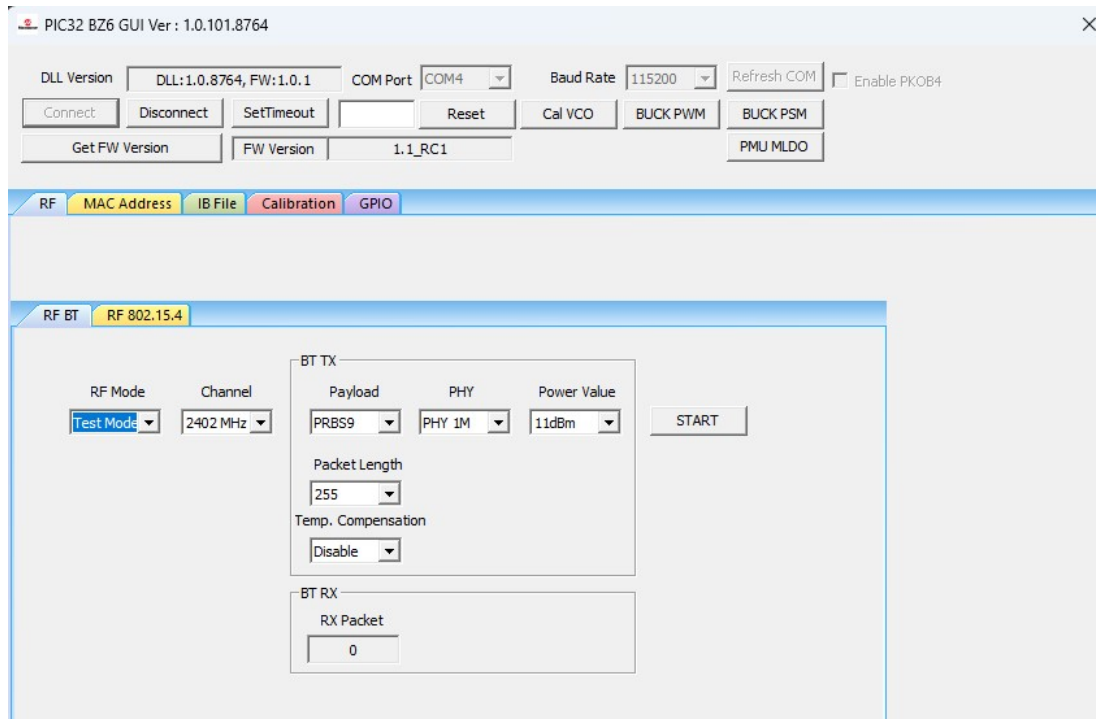 PIC32 BZ6 GUI Ver : 1.0.101.8764
DLL Version DLL:1.0.8764, FW:1.0.1 COM Port COM4 Baud Rate 115200 Refresh COM Enable PKOB4
Connect Disconnect SetTimeout Reset Cal VCO BUCK PWM BUCK PSM
Get FW Version FW Version 1.1_RC1 PMU MLDO
RF MAC Address IB File Calibration GPIO
RF BT RF 802.15.4
BT TX
RF Mode Channel Payload PHY Power Value
Test Mode 2402 MHz PRBS9 PHY 1M 11dBm START
Packet Length
255
Temp. Compensation
Disable
BT RX
RX Packet
0